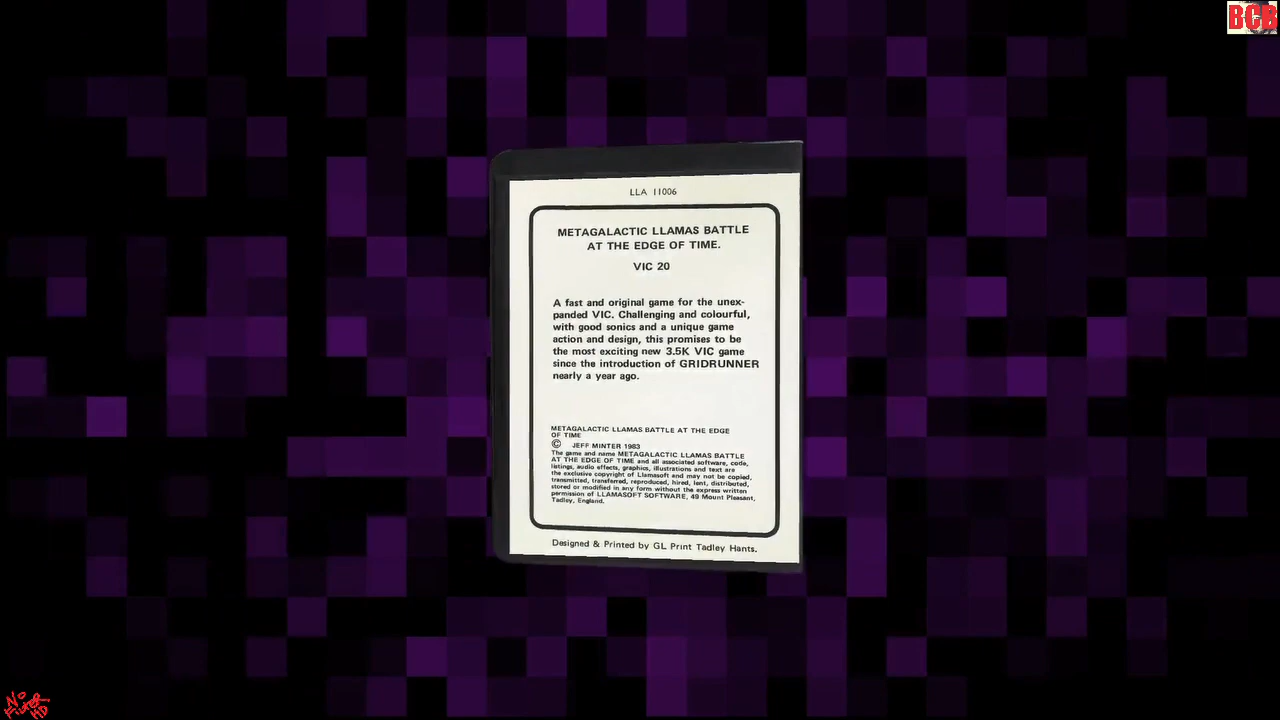 BCB
LLA 11006
METAGALACTIC LLAMAS BATTLE
AT THE EDGE OF TIME.
VIC 20
A fast and original game for the unex-
panded VIC. Challenging and colourful,
with good sonics and a unique game
action and design, this promises to be
the most exciting new 3.5K VIC game
since the introduction of GRIDRUNNER
nearly a year ago.
METAGALACTIC LLAMAS BATTLE AT THE EDGE
OF TIME
© JEFF MINTER 1983
The game and name METAGALACTIC LLAMAS BATTLE
AT THE EDGE OF TIME and all associated software, code,
listings, audio effects, graphics, illustrations and text are
the exclusive copyright of Llamasoft and may not be copied,
transmitted, transferred, reproduced, hired, lent, distributed,
stored or modified in any form without the express written
permission of LLAMASOFT SOFTWARE, 49 Mount Pleasant,
Tadley, England.
Designed & Printed by GL Print Tadley Hants.
NO
FILTER
HD